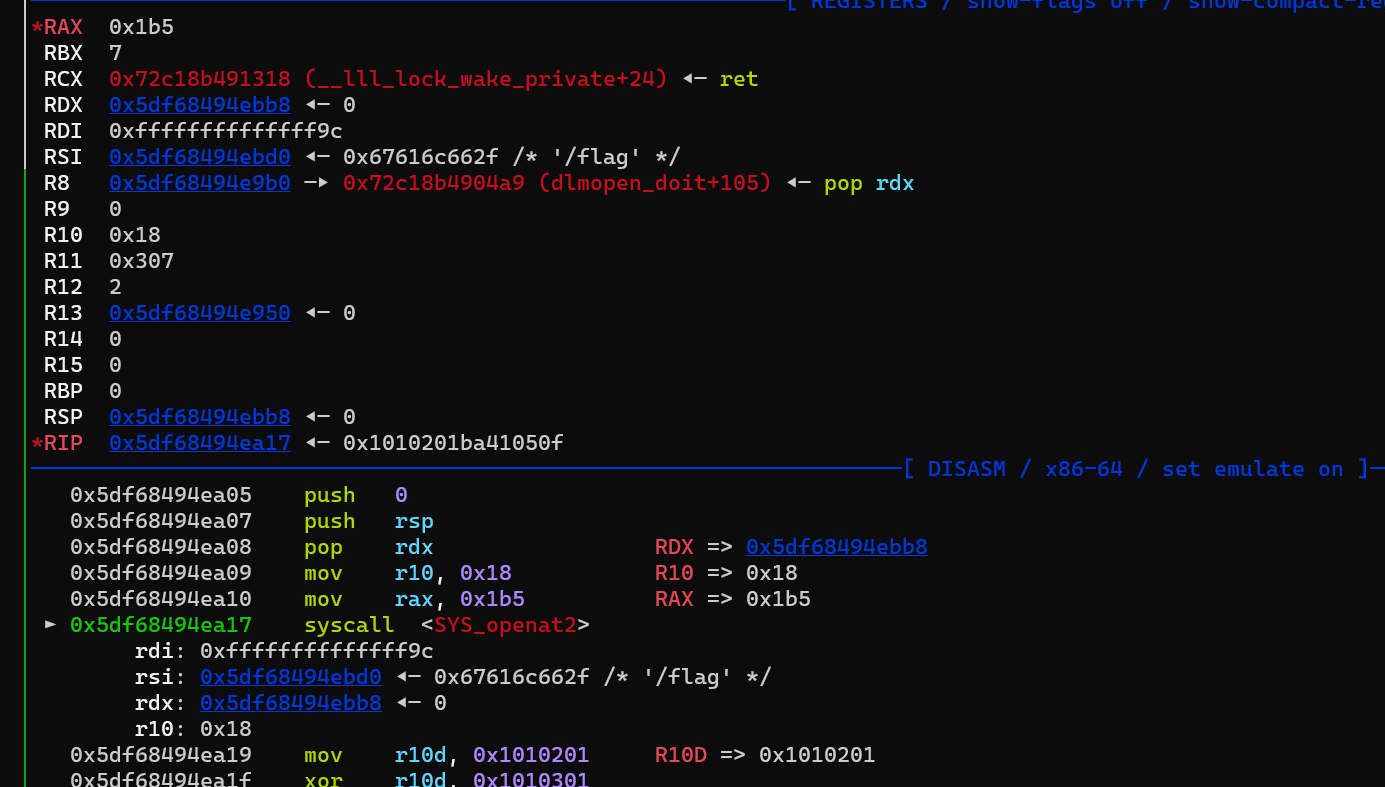 [ REGISTERS / show-flags off / show-compact-re
*RAX  0x1b5
RBX  7
RCX  0x72c18b491318 (__lll_lock_wake_private+24) ◂— ret
RDX  0x5df68494ebb8 ◂— 0
RDI  0xffffffffffffff9c
RSI  0x5df68494ebd0 ◂— 0x67616c662f /* '/flag' */
R8   0x5df68494e9b0 —▸ 0x72c18b4904a9 (dlmopen_doit+105) ◂— pop rdx
R9   0
R10  0x18
R11  0x307
R12  2
R13  0x5df68494e950 ◂— 0
R14  0
R15  0
RBP  0
RSP  0x5df68494ebb8 ◂— 0
*RIP  0x5df68494ea17 ◂— 0x1010201ba41050f
[ DISASM / x86-64 / set emulate on ]
0x5df68494ea05    push   0
0x5df68494ea07    push   rsp
0x5df68494ea08    pop    rdx                 RDX => 0x5df68494ebb8
0x5df68494ea09    mov    r10, 0x18           R10 => 0x18
0x5df68494ea10    mov    rax, 0x1b5          RAX => 0x1b5
► 0x5df68494ea17    syscall  <SYS_openat2>
rdi: 0xffffffffffffff9c
rsi: 0x5df68494ebd0 ◂— 0x67616c662f /* '/flag' */
rdx: 0x5df68494ebb8 ◂— 0
r10: 0x18
0x5df68494ea19    mov    r10d, 0x1010201     R10D => 0x1010201
0x5df68494ea1f    xor    r10d, 0x1010301